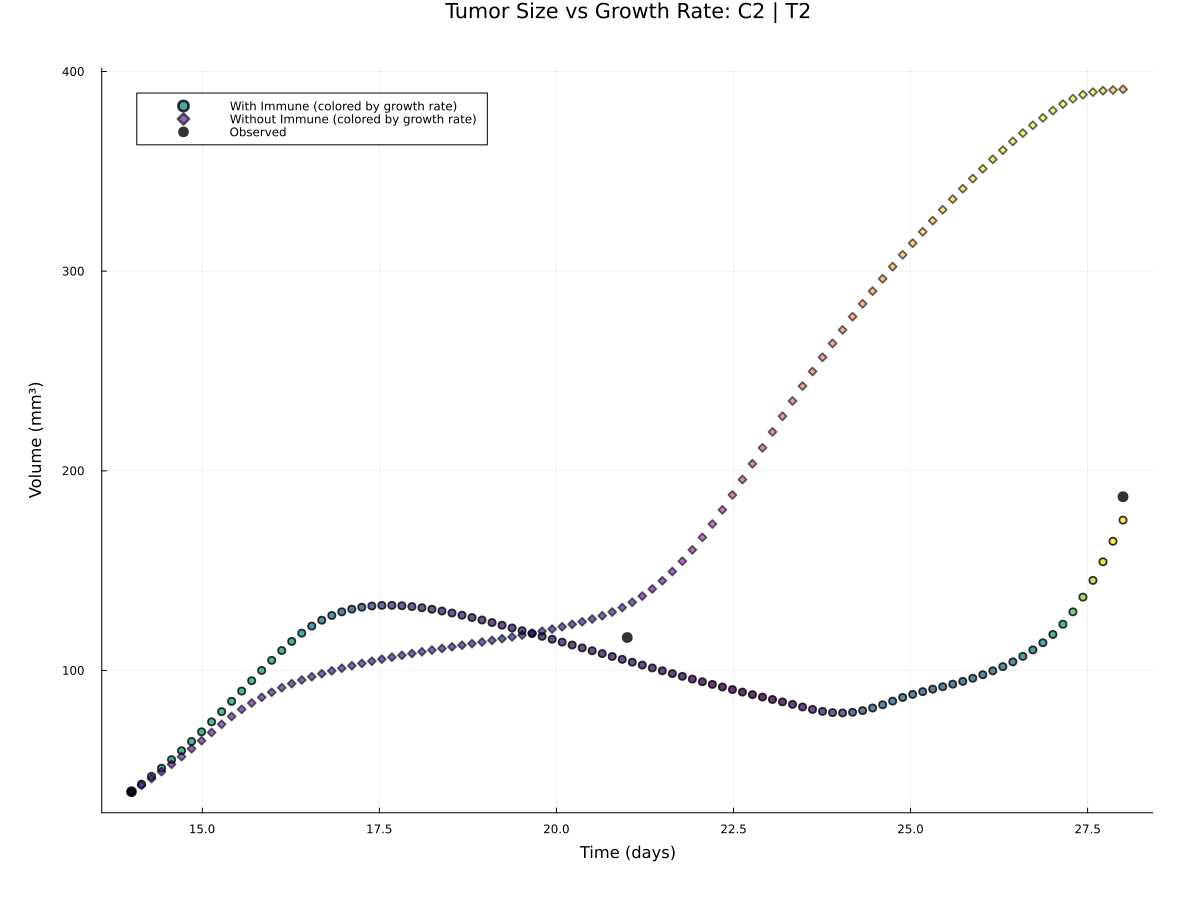 Tumor Size vs Growth Rate: C2 | T2
400
With Immune (colored by growth rate)
Without Immune (colored by growth rate)
Observed
300
Volume (mm³)
200
100
15.0 17.5 20.0 22.5 25.0 27.5
Time (days)